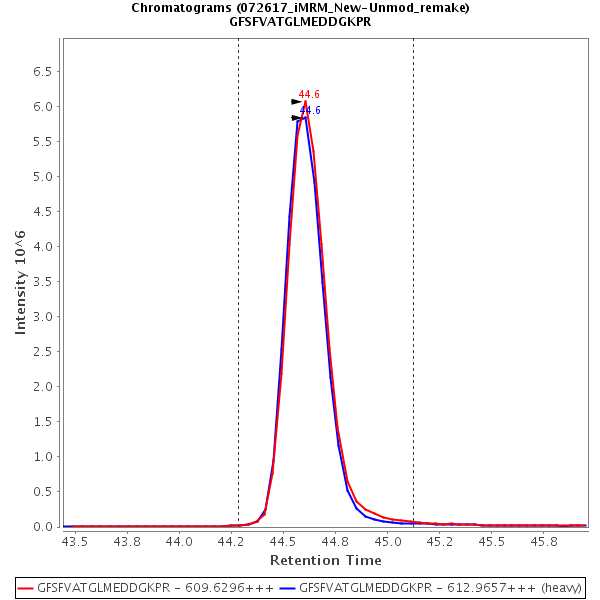 Chromatograms (072617_iMRM_New-Unmod_remake)
GFSFVATGLMEDDGKPR
44.6
44.6
6.5
6.0
5.5
5.0
4.5
4.0
3.5
3.0
2.5
2.0
1.5
1.0
0.5
0.0
Intensity 10^6
43.5 43.8 44.0 44.2 44.5 44.8 45.0 45.2 45.5 45.8
Retention Time
GFSFVATGLMEDDGKPR - 609.6296+++ GFSFVATGLMEDDGKPR - 612.9657+++ (heavy)